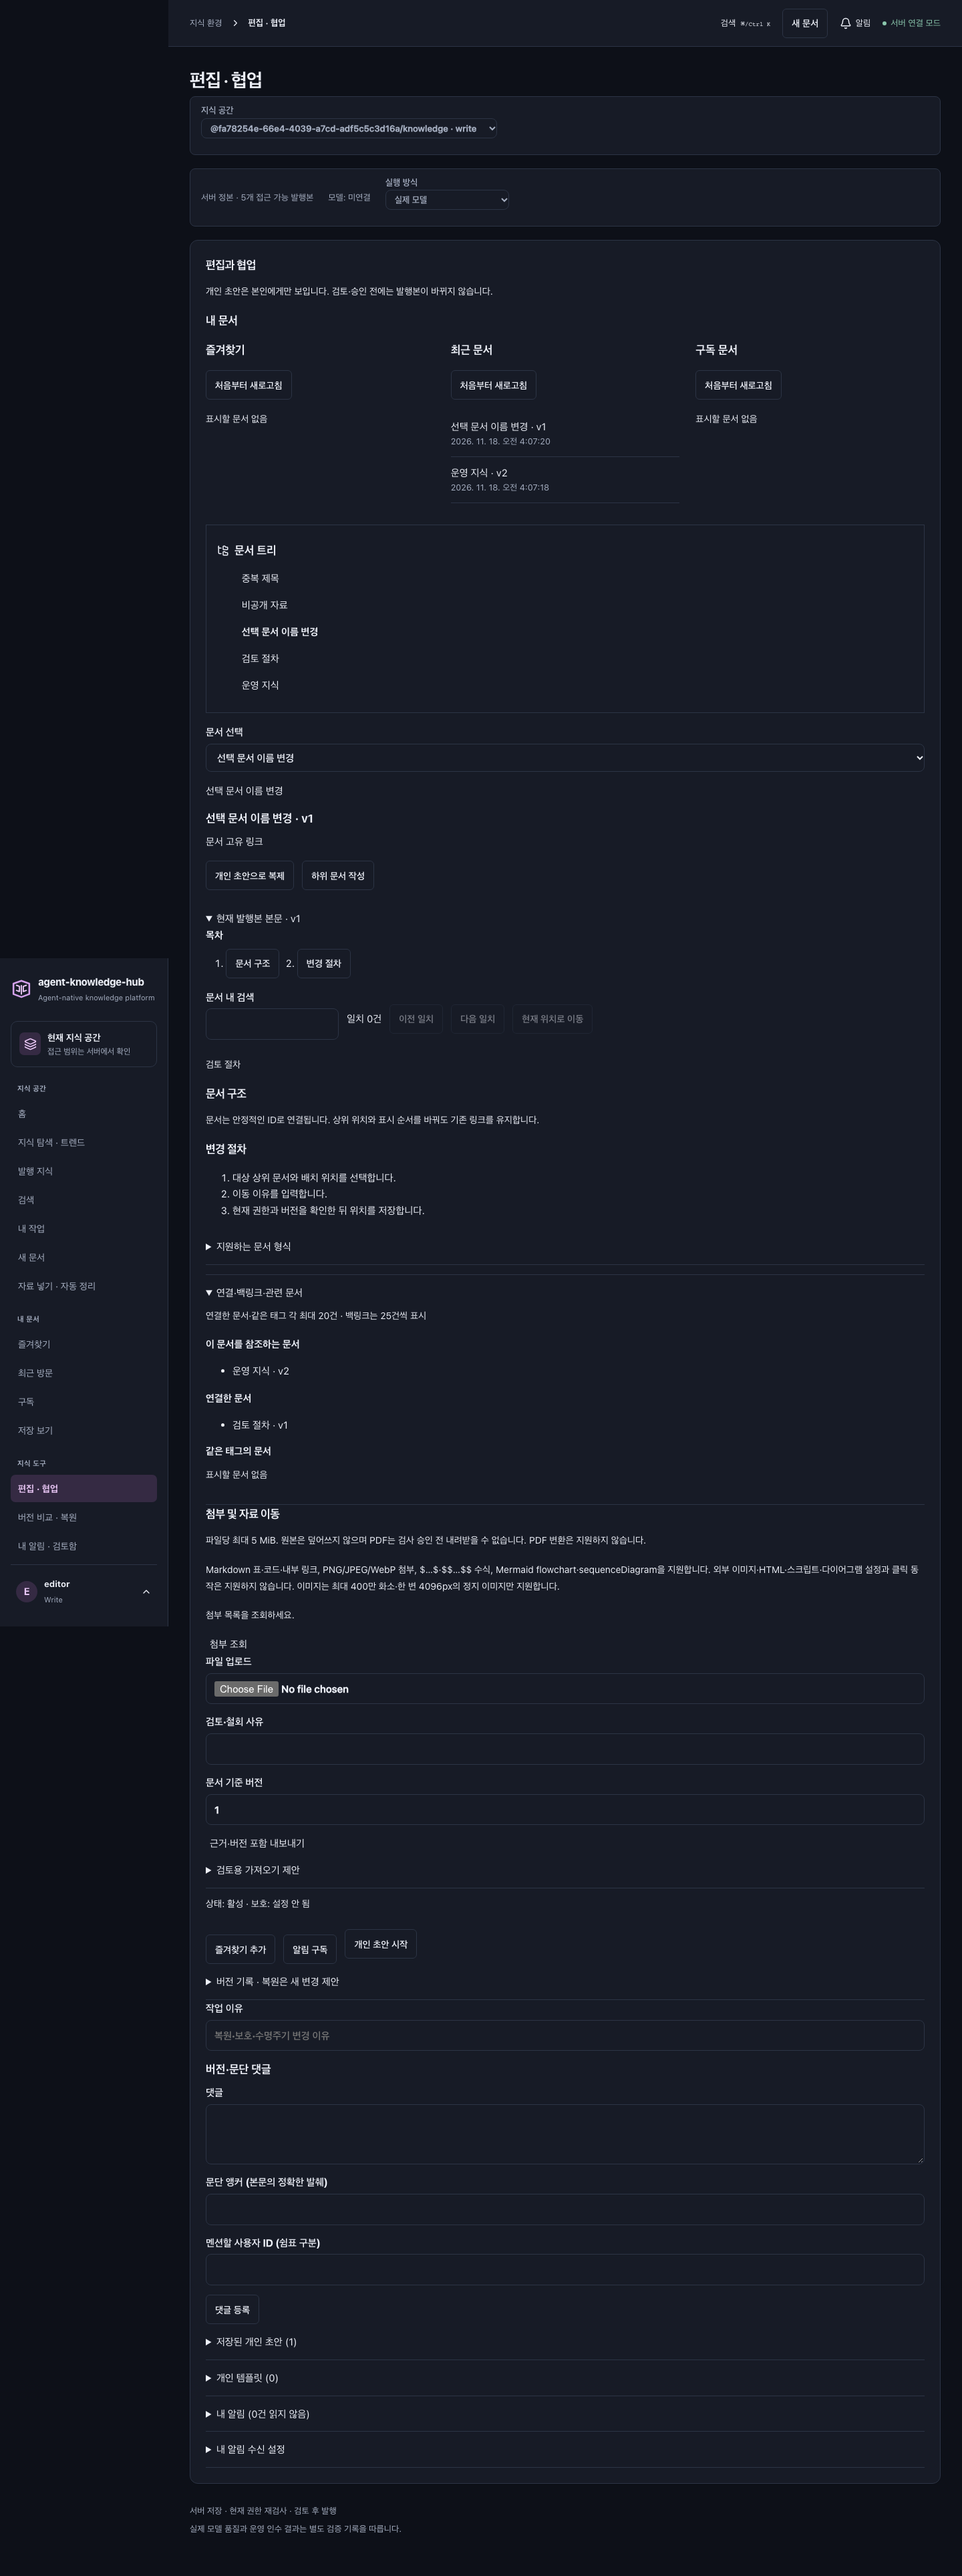 지식 환경 > 편집 · 협업
검색 ⌘/Ctrl K 새 문서 알림 서버 연결 모드
편집 · 협업
지식 공간
@fa78254e-66e4-4039-a7cd-adf5c5c3d16a/knowledge · write
서버 정본 · 5개 접근 가능 발행본 모델: 미연결
실행 방식
실제 모델
편집과 협업
개인 초안은 본인에게만 보입니다. 검토·승인 전에는 발행본이 바뀌지 않습니다.
내 문서
즐겨찾기
처음부터 새로고침
표시할 문서 없음
최근 문서
처음부터 새로고침
선택 문서 이름 변경 · v1
2026. 11. 18. 오전 4:07:20
운영 지식 · v2
2026. 11. 18. 오전 4:07:18
구독 문서
처음부터 새로고침
표시할 문서 없음
문서 트리
중복 제목
비공개 자료
선택 문서 이름 변경
검토 절차
운영 지식
문서 선택
선택 문서 이름 변경
선택 문서 이름 변경
선택 문서 이름 변경 · v1
문서 고유 링크
개인 초안으로 복제 하위 문서 작성
▼ 현재 발행본 본문 · v1
목차
1. 문서 구조 2. 변경 절차
문서 내 검색
일치 0건 이전 일치 다음 일치 현재 위치로 이동
검토 절차
문서 구조
문서는 안정적인 ID로 연결됩니다. 상위 위치와 표시 순서를 바꿔도 기존 링크를 유지합니다.
변경 절차
1. 대상 상위 문서와 배치 위치를 선택합니다.
2. 이동 이유를 입력합니다.
3. 현재 권한과 버전을 확인한 뒤 위치를 저장합니다.
▶ 지원하는 문서 형식
▼ 연결·백링크·관련 문서
연결한 문서·같은 태그 각 최대 20건 · 백링크는 25건씩 표시
이 문서를 참조하는 문서
• 운영 지식 · v2
연결한 문서
• 검토 절차 · v1
같은 태그의 문서
표시할 문서 없음
첨부 및 자료 이동
파일당 최대 5 MiB. 원본은 덮어쓰지 않으며 PDF는 검사 승인 전 내려받을 수 없습니다. PDF 변환은 지원하지 않습니다.
Markdown 표·코드·내부 링크, PNG/JPEG/WebP 첨부, $...$·$$...$$ 수식, Mermaid flowchart·sequenceDiagram을 지원합니다. 외부 이미지·HTML·스크립트·다이어그램 설정과 클릭 동
작은 지원하지 않습니다. 이미지는 최대 400만 화소·한 변 4096px의 정지 이미지만 지원합니다.
첨부 목록을 조회하세요.
첨부 조회
파일 업로드
Choose File No file chosen
검토·철회 사유
문서 기준 버전
1
근거·버전 포함 내보내기
▶ 검토용 가져오기 제안
상태: 활성 · 보호: 설정 안 됨
즐겨찾기 추가 알림 구독 개인 초안 시작
▶ 버전 기록 · 복원은 새 변경 제안
작업 이유
복원·보호·수명주기 변경 이유
버전·문단 댓글
댓글
문단 앵커 (본문의 정확한 발췌)
멘션할 사용자 ID (쉼표 구분)
댓글 등록
▶ 저장된 개인 초안 (1)
▶ 개인 템플릿 (0)
▶ 내 알림 (0건 읽지 않음)
▶ 내 알림 수신 설정
서버 저장 · 현재 권한 재검사 · 검토 후 발행
실제 모델 품질과 운영 인수 결과는 별도 검증 기록을 따릅니다.
agent-knowledge-hub
Agent-native knowledge platform
현재 지식 공간
접근 범위는 서버에서 확인
지식 공간
홈
지식 탐색 · 트렌드
발행 지식
검색
내 작업
새 문서
자료 넣기 · 자동 정리
내 문서
즐겨찾기
최근 방문
구독
저장 보기
지식 도구
편집 · 협업
버전 비교 · 복원
내 알림 · 검토함
E editor
Write